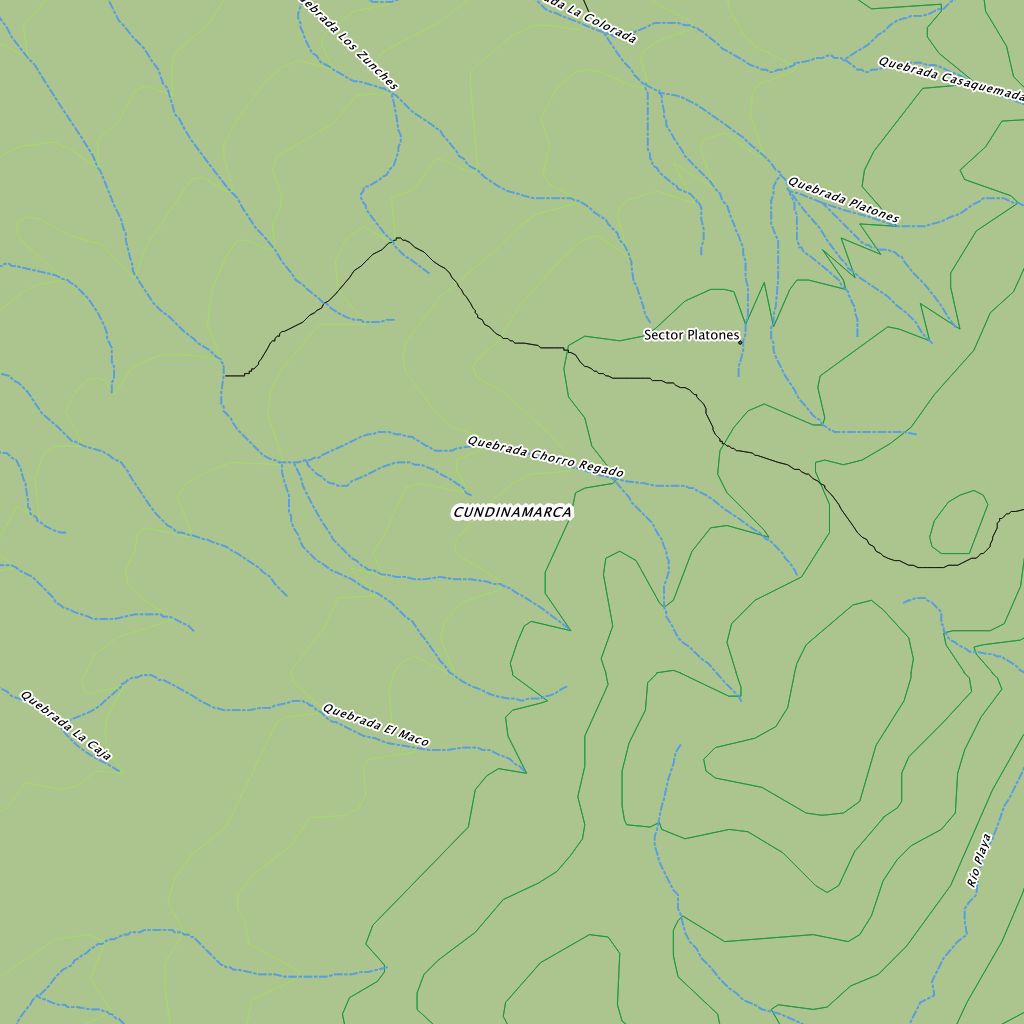 Quebrada Los Zunches
La Colorada
Quebrada Casaquemada
Quebrada Platones
Sector Platones
Quebrada Chorro Regado
CUNDINAMARCA
Quebrada La Caja
Quebrada El Maco
Río Playa